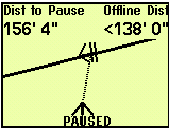 Dist to Pause Offline Dist
156' 4" <138' 0"
PAUSED